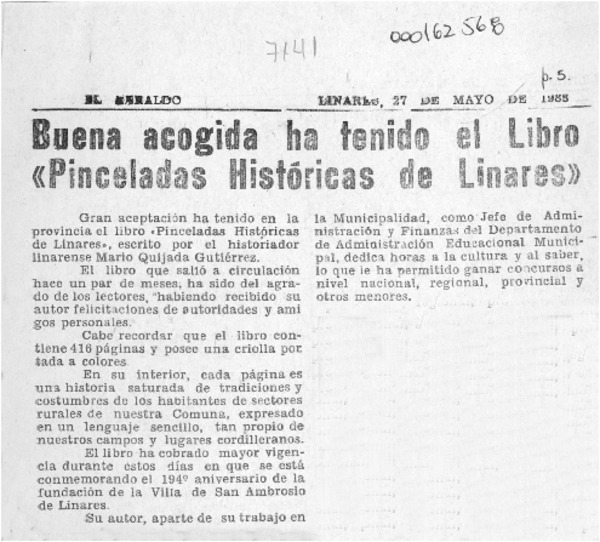 7141
000162 568
p. 5.
EL HERALDO
LINARES, 27 DE MAYO DE 1988
Buena acogida ha tenido el Libro
«Pinceladas Históricas de Linares»
Gran aceptación ha tenido en la
provincia el libro «Pinceladas Históricas
de Linares», escrito por el historiador
linarense Mario Quijada Gutiérrez.
El libro que salió a circulación
hace un par de meses, ha sido del agra-
do de los lectores, "habiendo recibido su
autor felicitaciones de autoridades y ami
gos personales.
Cabe recordar que el libro con-
tiene 416 páginas y posee una criolla por
tada a colores.
En su interior, cada página es
una historia saturada de tradiciones y
costumbres de los habitantes de sectores
rurales de nuestra Comuna, expresado
en un lenguaje sencillo, tan propio de
nuestros campos y lugares cordilleranos.
El libro ha cobrado mayor vigen-
cia durante estos días en que se está
conmemorando el 194º aniversario de la
fundación de la Villa de San Ambrosio
de Linares.
Su autor, aparte de su trabajo en
la Municipalidad, como Jefe de Admi-
nistración y Finanzas del Departamento
de Administración Educacional Munici-
pal, dedica horas a la cultura y al saber,
lo que le ha permitido ganar concursos a
nivel nacional, regional, provincial y
otros menores.